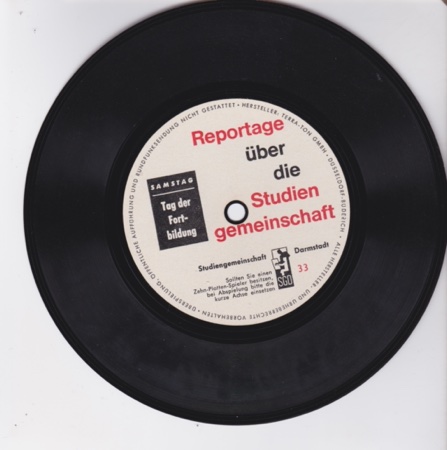 Reportage
über
die
Studien
gemeinschaft
SAMSTAG
Tag der
Fort-
bildung
Studiengemeinschaft Darmstadt
Sollten Sie einen
Zehn-Platten-Spieler besitzen,
bei Abspielung bitte die
kurze Achse einsetzen
SGD
33
ÜBERSPIELUNG, ÖFFENTLICHE AUFFÜHRUNG UND RUNDFUNKSENDUNG NICHT GESTATTET • HERSTELLER: TERRA-TON GMBH • DÜSSELDORF-BÜDERICH • ALLE HERSTELLER- UND URHEBERRECHTE VORBEHALTEN •